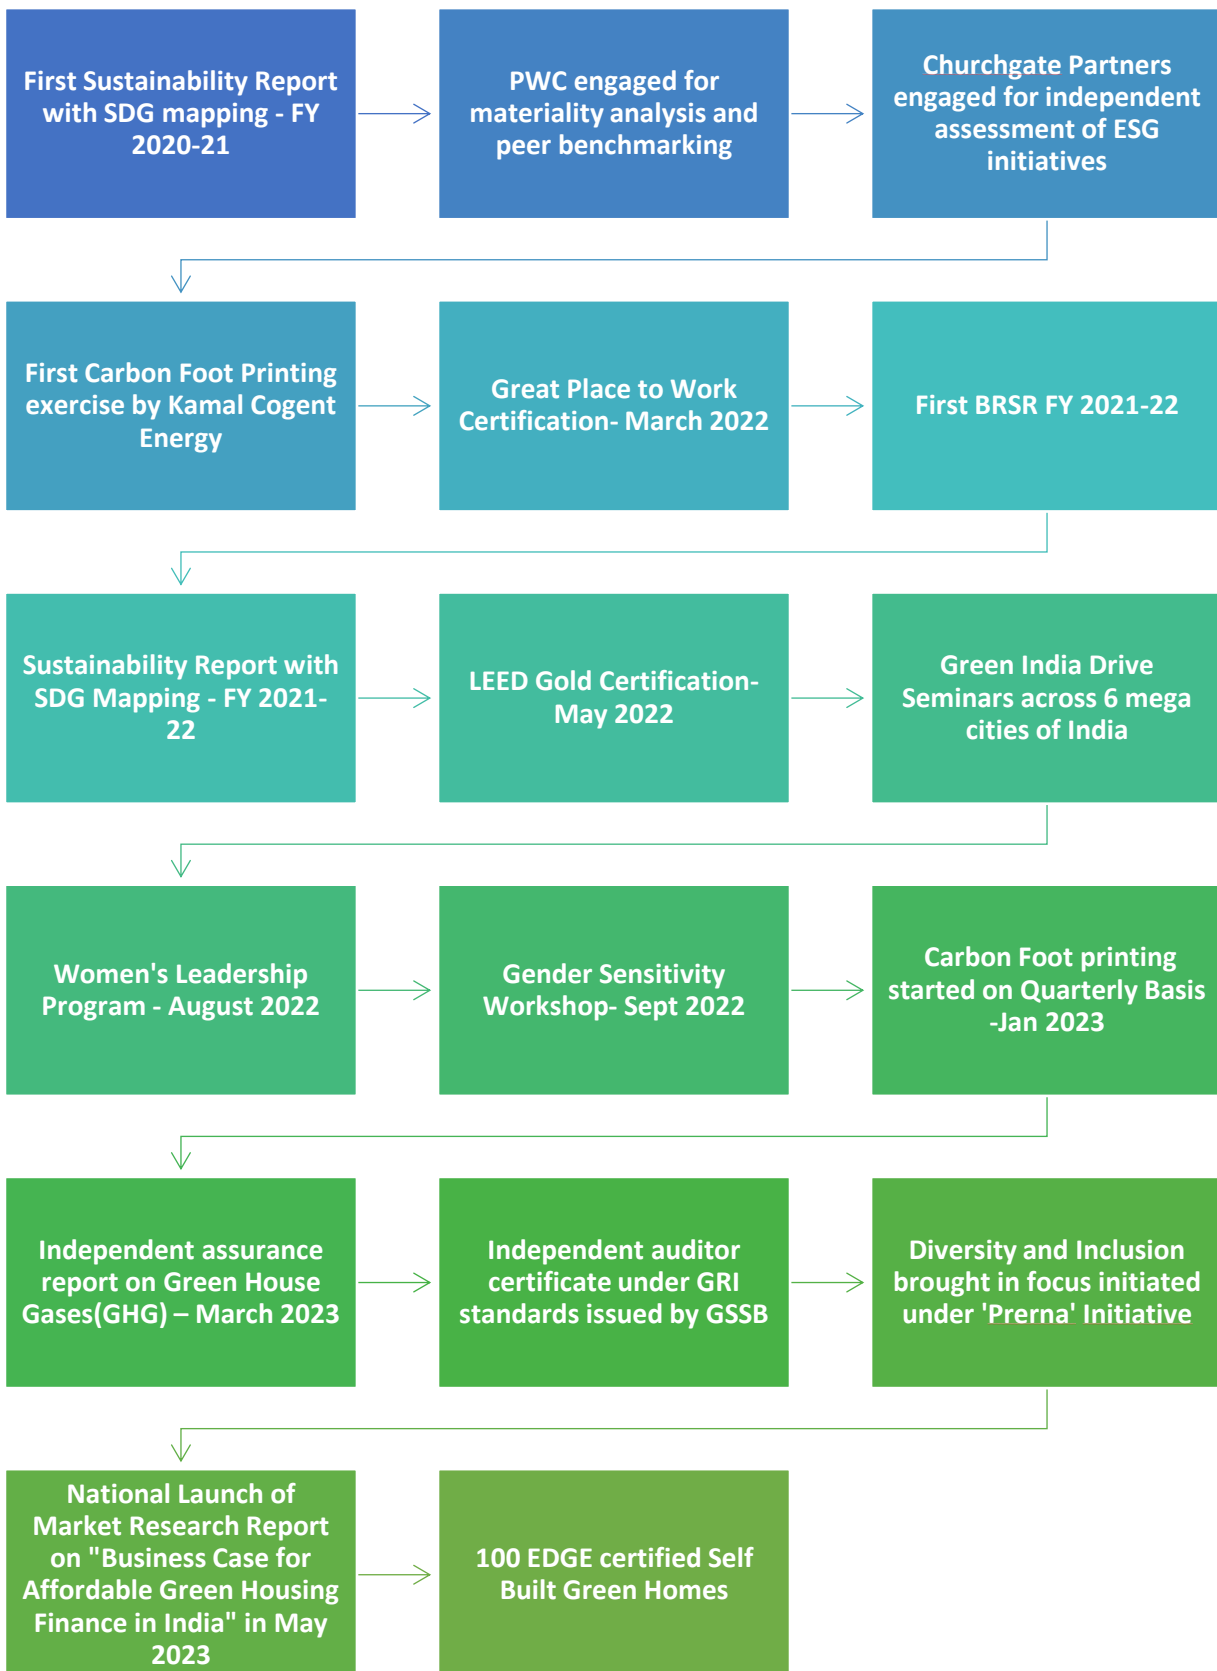 First Sustainability Report
with SDG mapping - FY
2020-21
PWC engaged for
materiality analysis and
peer benchmarking
Churchgate Partners
engaged for independent
assessment of ESG
initiatives
First Carbon Foot Printing
exercise by Kamal Cogent
Energy
Great Place to Work
Certification- March 2022
First BRSR FY 2021-22
Sustainability Report with
SDG Mapping - FY 2021-
22
LEED Gold Certification-
May 2022
Green India Drive
Seminars across 6 mega
cities of India
Women's Leadership
Program - August 2022
Gender Sensitivity
Workshop- Sept 2022
Carbon Foot printing
started on Quarterly Basis
-Jan 2023
Independent assurance
report on Green House
Gases(GHG) – March 2023
Independent auditor
certificate under GRI
standards issued by GSSB
Diversity and Inclusion
brought in focus initiated
under 'Prerna' Initiative
National Launch of
Market Research Report
on "Business Case for
Affordable Green Housing
Finance in India" in May
2023
100 EDGE certified Self
Built Green Homes